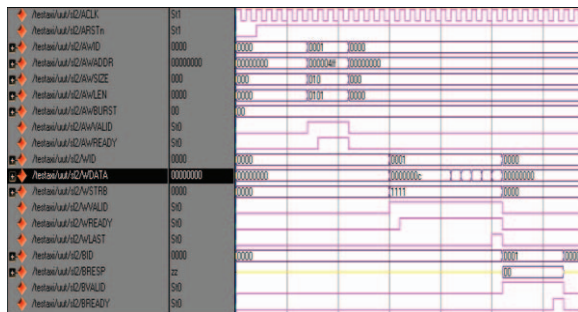 /testaxi/uut/sl2/ACLK St1
/testaxi/uut/sl2/ARSTn St1
/testaxi/uut/sl2/AWID 0000 0000 0001 0000
/testaxi/uut/sl2/AWADDR 00000000 00000000 000004ff 00000000
/testaxi/uut/sl2/AWSIZE 000 000 010 000
/testaxi/uut/sl2/AWLEN 0000 0000 0101 0000
/testaxi/uut/sl2/AWBURST 00 00
/testaxi/uut/sl2/AWVALID St0
/testaxi/uut/sl2/AWREADY St0
/testaxi/uut/sl2/WID 0000 0000 0001 0000
/testaxi/uut/sl2/WDATA 00000000 00000000 0000000c 00000000
/testaxi/uut/sl2/WSTRB 0000 0000 1111 0000
/testaxi/uut/sl2/WVALID St0
/testaxi/uut/sl2/WREADY St0
/testaxi/uut/sl2/WLAST St0
/testaxi/uut/sl2/BID 0000 0000 0001 0000
/testaxi/uut/sl2/BRESP zz 00
/testaxi/uut/sl2/BVALID St0
/testaxi/uut/sl2/BREADY St0